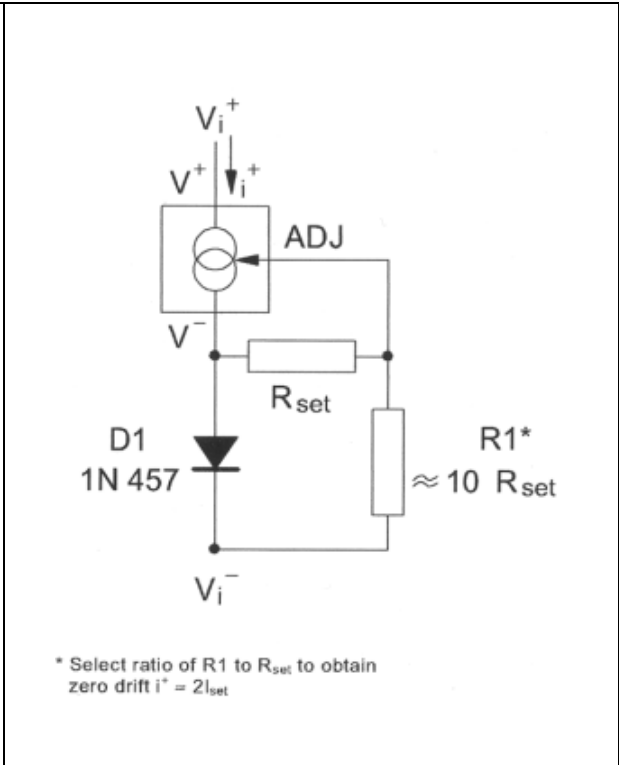 Vi+
V+ i+
ADJ
V−
Rset
D1 R1*
1N 457 ≈ 10 Rset
Vi−
* Select ratio of R1 to Rset to obtain
zero drift i+ = 2Iset